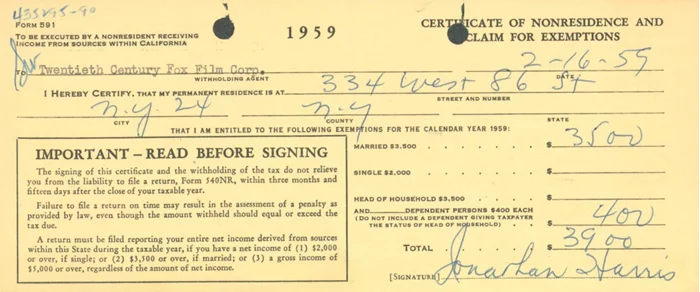 435295-90
FORM 591
TO BE EXECUTED BY A NONRESIDENT RECEIVING
INCOME FROM SOURCES WITHIN CALIFORNIA
1959
CERTIFICATE OF NONRESIDENCE AND
CLAIM FOR EXEMPTIONS
TO Twentieth Century Fox Film Corp.
2-16-59
WITHHOLDING AGENT
DATE
I HEREBY CERTIFY, THAT MY PERMANENT RESIDENCE IS AT 334 West 86 St
STREET AND NUMBER
N.Y. 24 N.Y
CITY COUNTY STATE
THAT I AM ENTITLED TO THE FOLLOWING EXEMPTIONS FOR THE CALENDAR YEAR 1959:
IMPORTANT – READ BEFORE SIGNING
The signing of this certificate and the withholding of the tax do not relieve
you from the liability to file a return, Form 540NR, within three months and
fifteen days after the close of your taxable year.
Failure to file a return on time may result in the assessment of a penalty as
provided by law, even though the amount withheld should equal or exceed the
tax due.
A return must be filed reporting your entire net income derived from sources
within this State during the taxable year, if you have a net income of (1) $2,000
or over, if single; or (2) $3,500 or over, if married; or (3) a gross income of
$5,000 or over, regardless of the amount of net income.
MARRIED $3,500 . . . . . . $ 3500
SINGLE $2,000 . . . . . . $
HEAD OF HOUSEHOLD $3,500 . . . . $
AND DEPENDENT PERSONS $400 EACH
(DO NOT INCLUDE A DEPENDENT GIVING TAXPAYER
THE STATUS OF HEAD OF HOUSEHOLD) . . $ 400
TOTAL . . . . . $ 3900
[SIGNATURE] Jonathan Harris